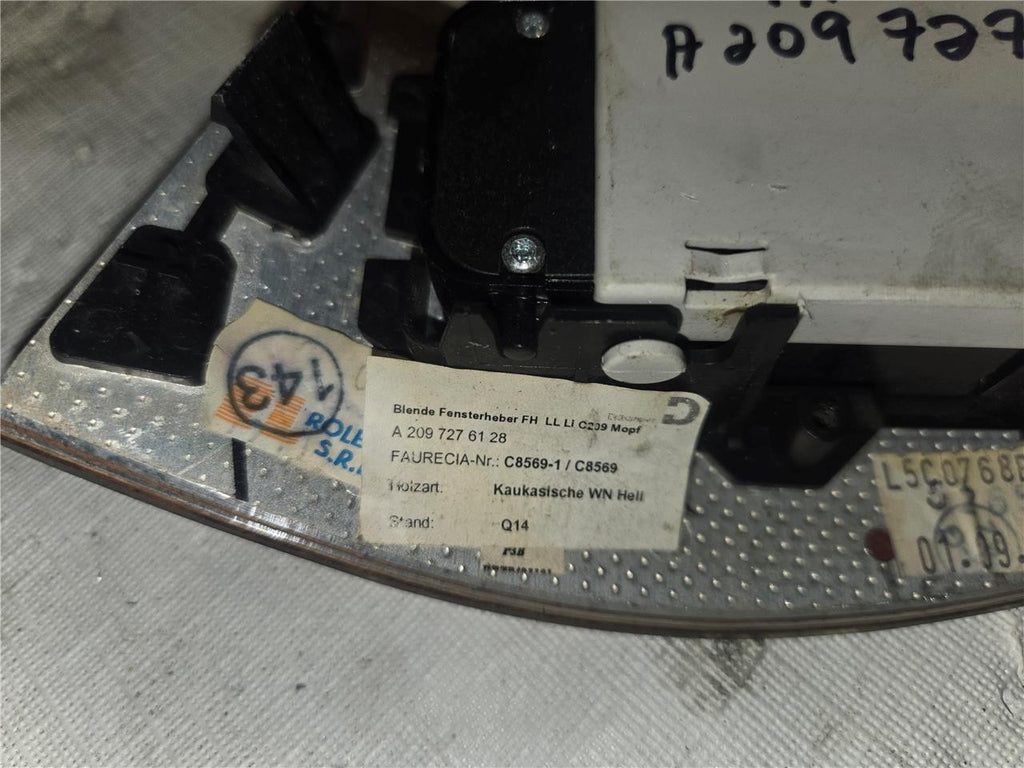 A 209 727
143
ROLE
S.R.
Blende Fensterheber FH LL Li C209 Mopf
A 209 727 61 28
FAURECIA-Nr.: C8569-1 / C8569
Holzart: Kaukasische WN Hell
Stand: Q14
L5C0768
01.09.